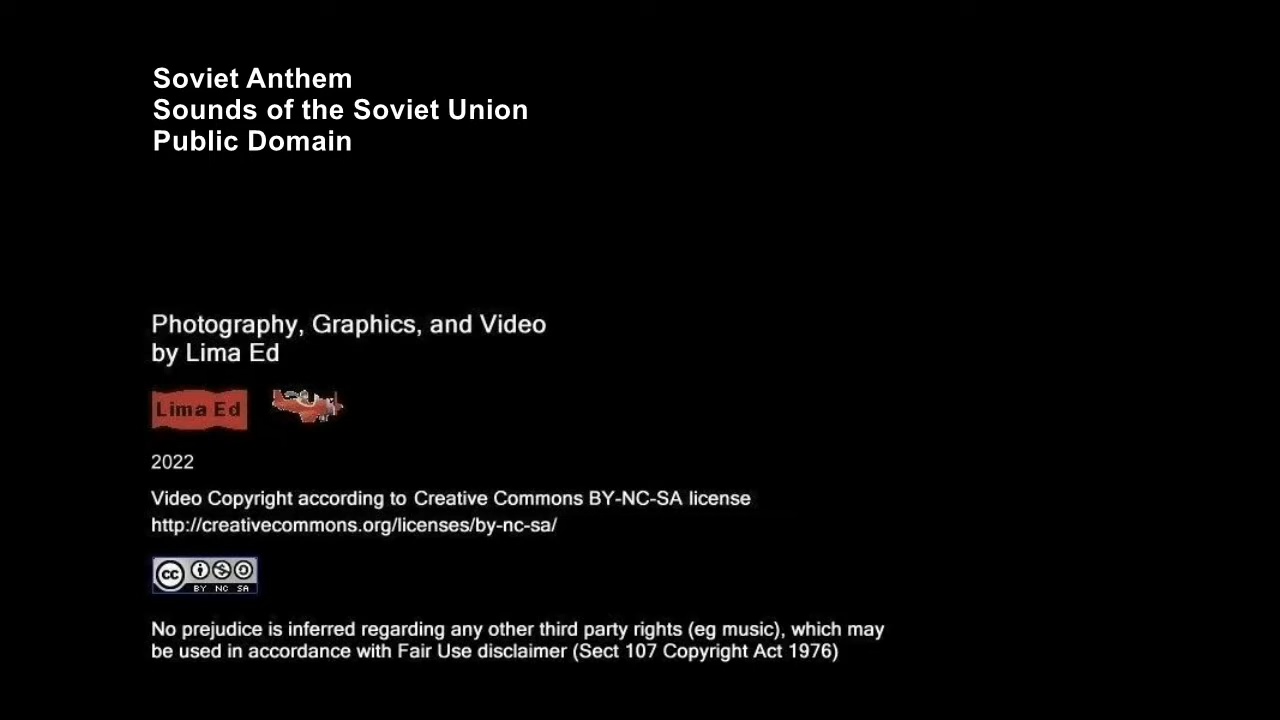 Soviet Anthem
Sounds of the Soviet Union
Public Domain
Photography, Graphics, and Video
by Lima Ed
Lima Ed
2022
Video Copyright according to Creative Commons BY-NC-SA license
http://creativecommons.org/licenses/by-nc-sa/
cc BY NC SA
No prejudice is inferred regarding any other third party rights (eg music), which may
be used in accordance with Fair Use disclaimer (Sect 107 Copyright Act 1976)